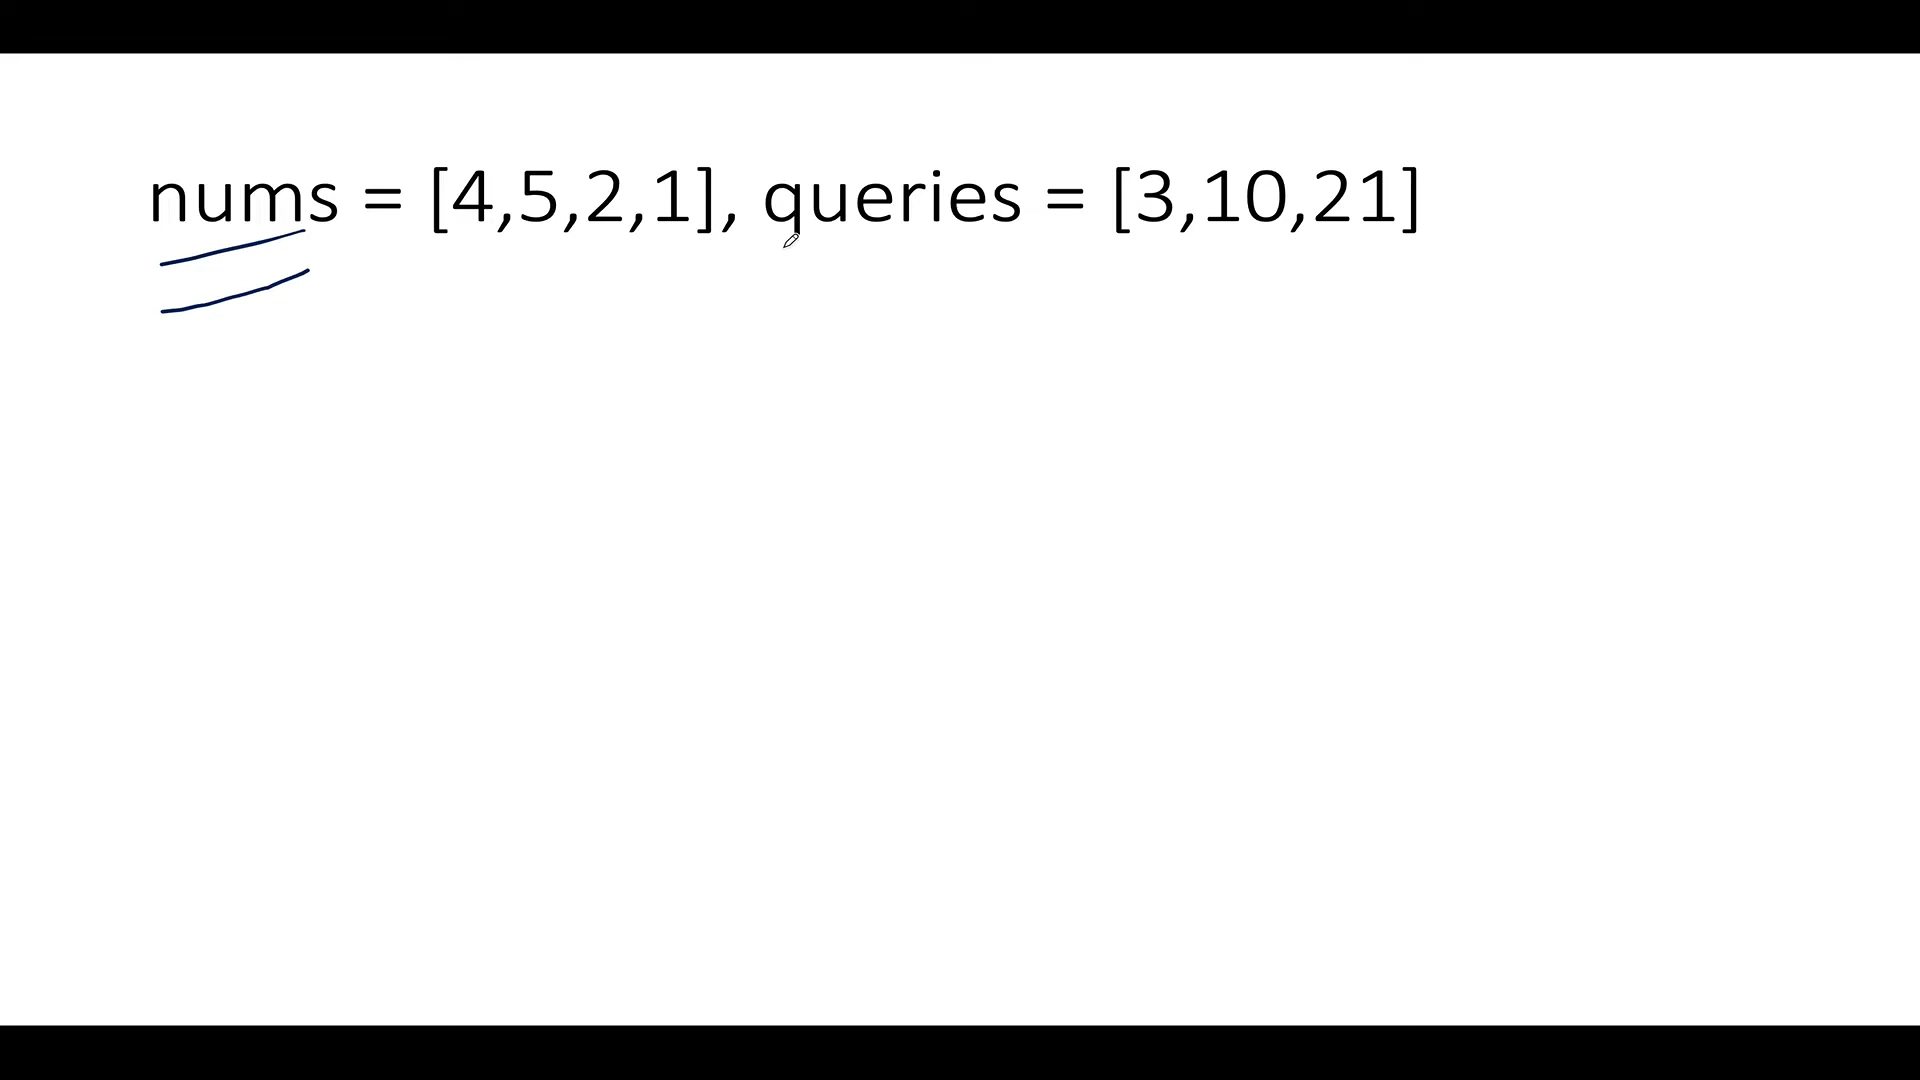 nums = [4,5,2,1], queries = [3,10,21]